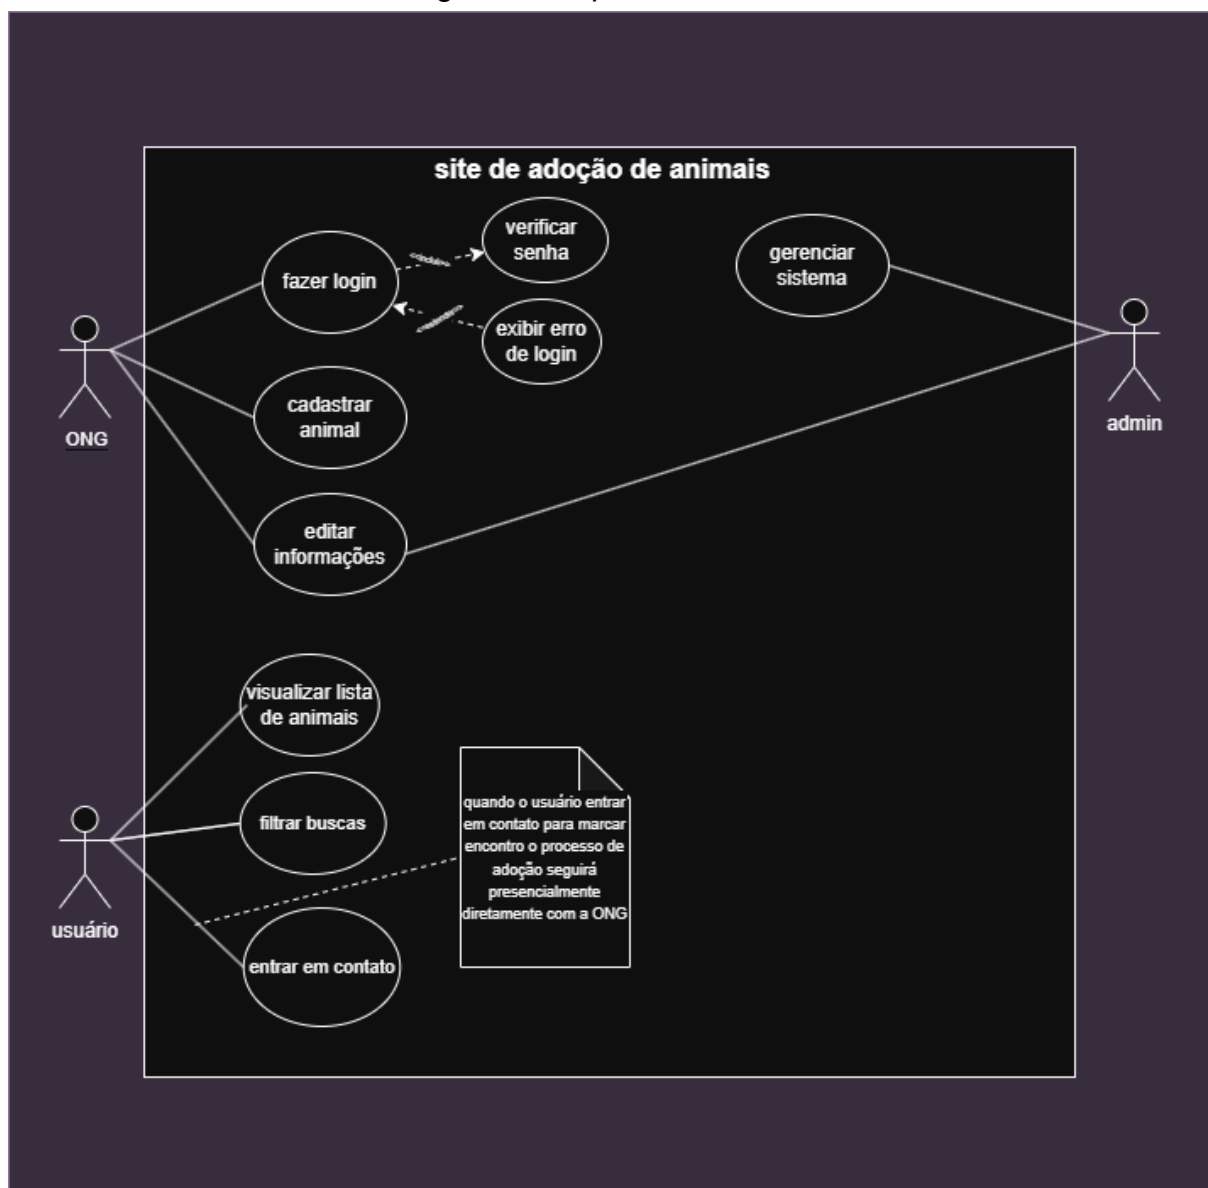 site de adoção de animais
verificar
senha
fazer login
<<include>>
exibir erro
de login
gerenciar
sistema
cadastrar
animal
ONG
admin
editar
informações
visualizar lista
de animais
filtrar buscas
usuário
quando o usuário entrar
em contato para marcar
encontro o processo de
adoção seguirá
presencialmente
diretamente com a ONG
entrar em contato